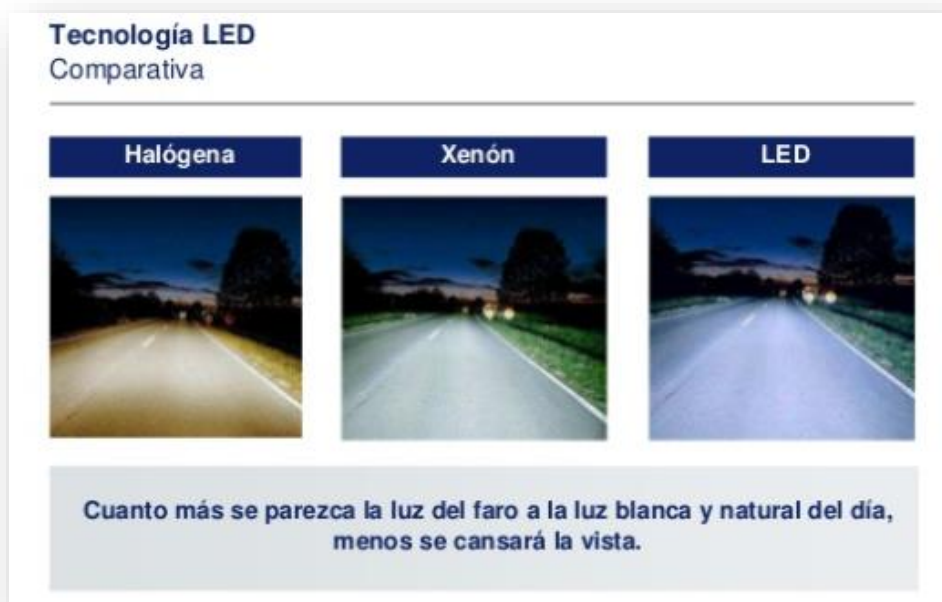 Tecnología LED
Comparativa
Halógena
Xenón
LED
Cuanto más se parezca la luz del faro a la luz blanca y natural del día,
menos se cansará la vista.